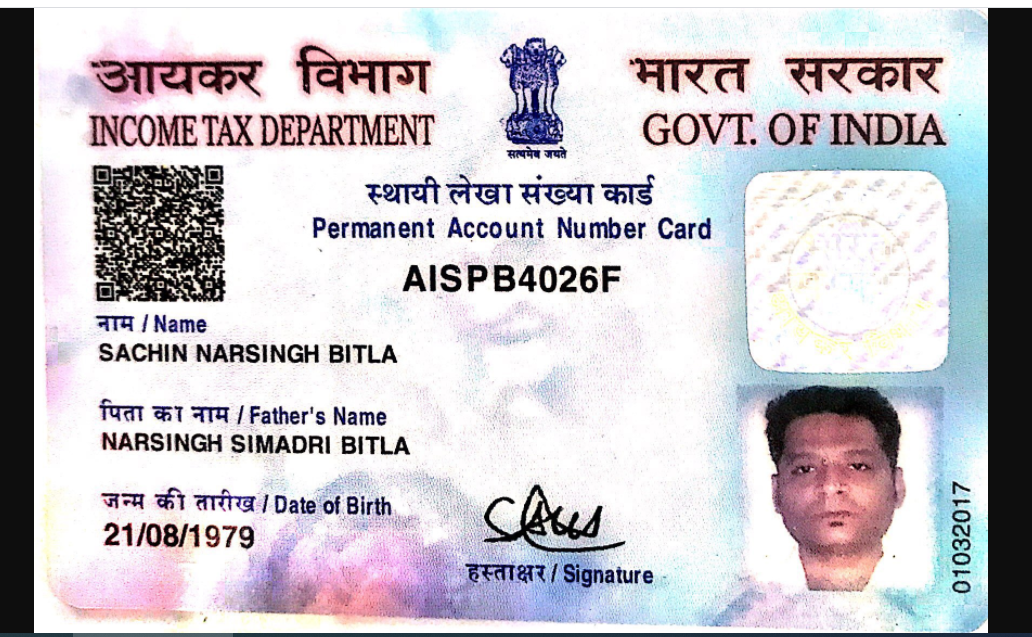 आयकर विभाग
INCOME TAX DEPARTMENT
सत्यमेव जयते
भारत सरकार
GOVT. OF INDIA
स्थायी लेखा संख्या कार्ड
Permanent Account Number Card
AISPB4026F
नाम / Name
SACHIN NARSINGH BITLA
पिता का नाम / Father's Name
NARSINGH SIMADRI BITLA
जन्म की तारीख / Date of Birth
21/08/1979
हस्ताक्षर / Signature
01032017